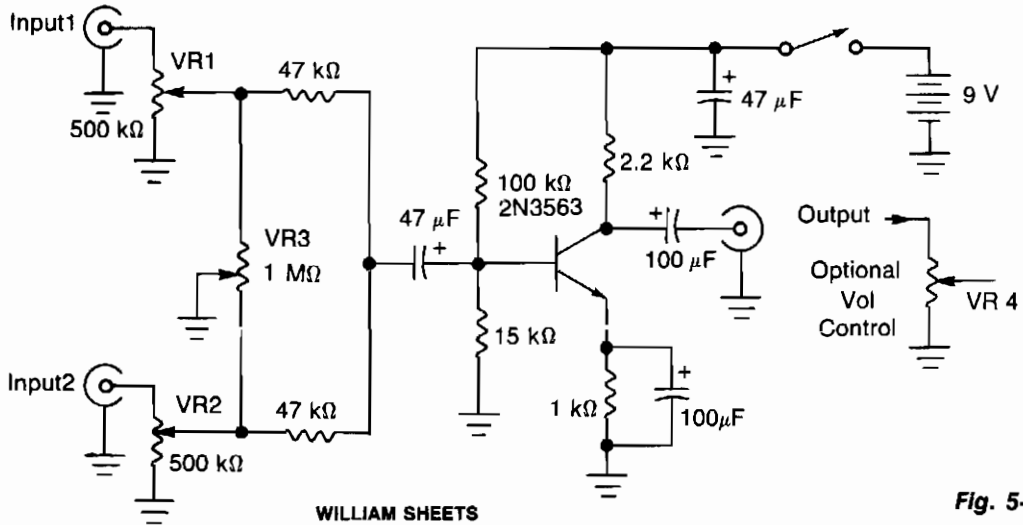 Input1
VR1
500 kΩ
47 kΩ
VR3
1 MΩ
Input2
VR2
500 kΩ
47 kΩ
47 μF
+
100 kΩ
2N3563
15 kΩ
2.2 kΩ
+
100 μF
1 kΩ
+
100μF
+
47 μF
9 V
Output
Optional
Vol
Control
VR 4
WILLIAM SHEETS
Fig. 5-